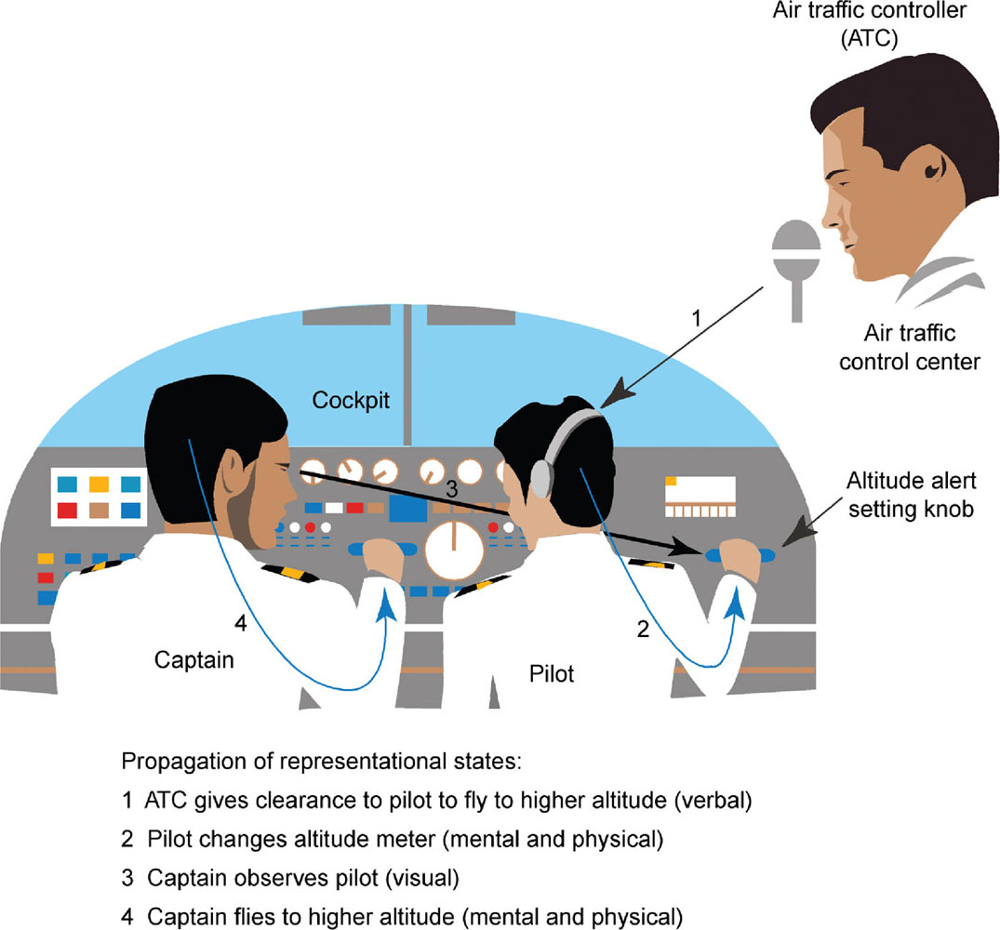 Air traffic controller
(ATC)
1
Air traffic
control center
Cockpit
3
Altitude alert
setting knob
4
2
Captain
Pilot
Propagation of representational states:
1 ATC gives clearance to pilot to fly to higher altitude (verbal)
2 Pilot changes altitude meter (mental and physical)
3 Captain observes pilot (visual)
4 Captain flies to higher altitude (mental and physical)